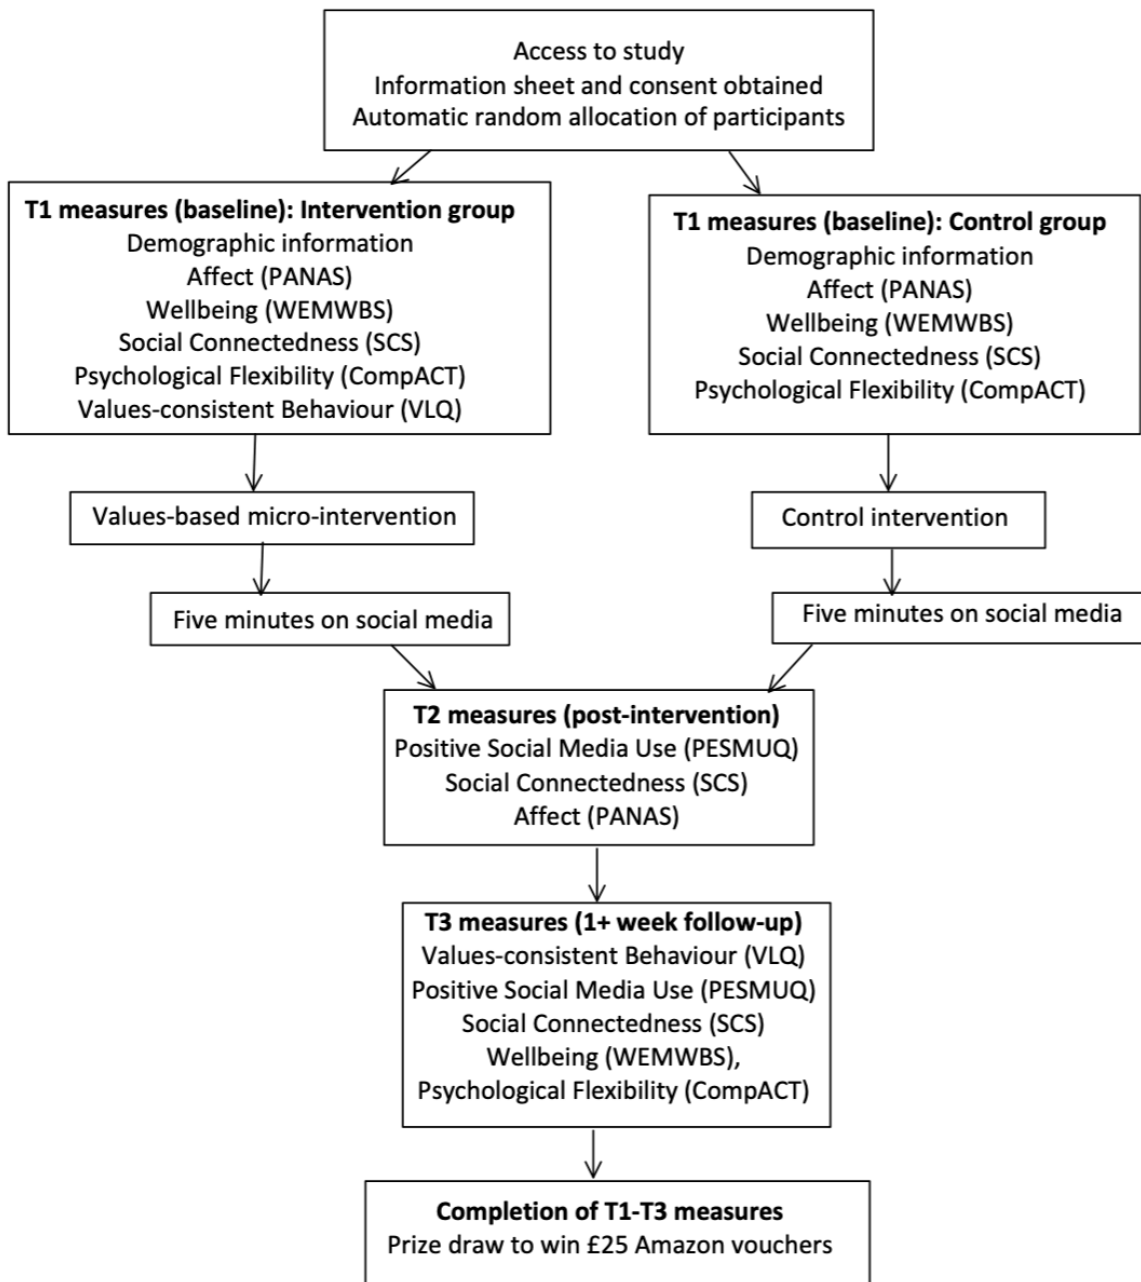 Access to study
Information sheet and consent obtained
Automatic random allocation of participants
T1 measures (baseline): Intervention group
Demographic information
Affect (PANAS)
Wellbeing (WEMWBS)
Social Connectedness (SCS)
Psychological Flexibility (CompACT)
Values-consistent Behaviour (VLQ)
T1 measures (baseline): Control group
Demographic information
Affect (PANAS)
Wellbeing (WEMWBS)
Social Connectedness (SCS)
Psychological Flexibility (CompACT)
Values-based micro-intervention
Control intervention
Five minutes on social media
Five minutes on social media
T2 measures (post-intervention)
Positive Social Media Use (PESMUQ)
Social Connectedness (SCS)
Affect (PANAS)
T3 measures (1+ week follow-up)
Values-consistent Behaviour (VLQ)
Positive Social Media Use (PESMUQ)
Social Connectedness (SCS)
Wellbeing (WEMWBS),
Psychological Flexibility (CompACT)
Completion of T1-T3 measures
Prize draw to win £25 Amazon vouchers